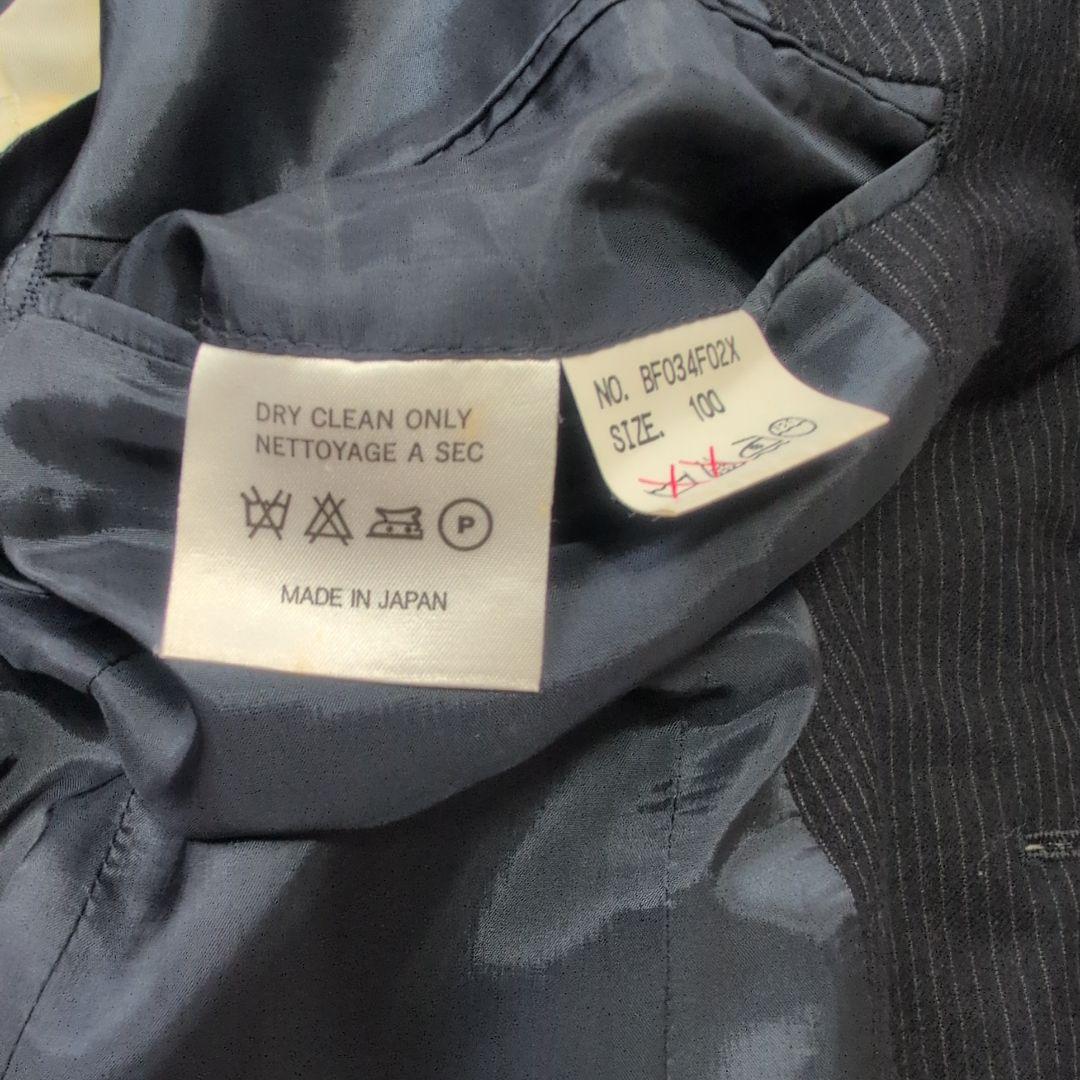 DRY CLEAN ONLY
NETTOYAGE A SEC
P
MADE IN JAPAN
NO. BF034F02X
SIZE. 100